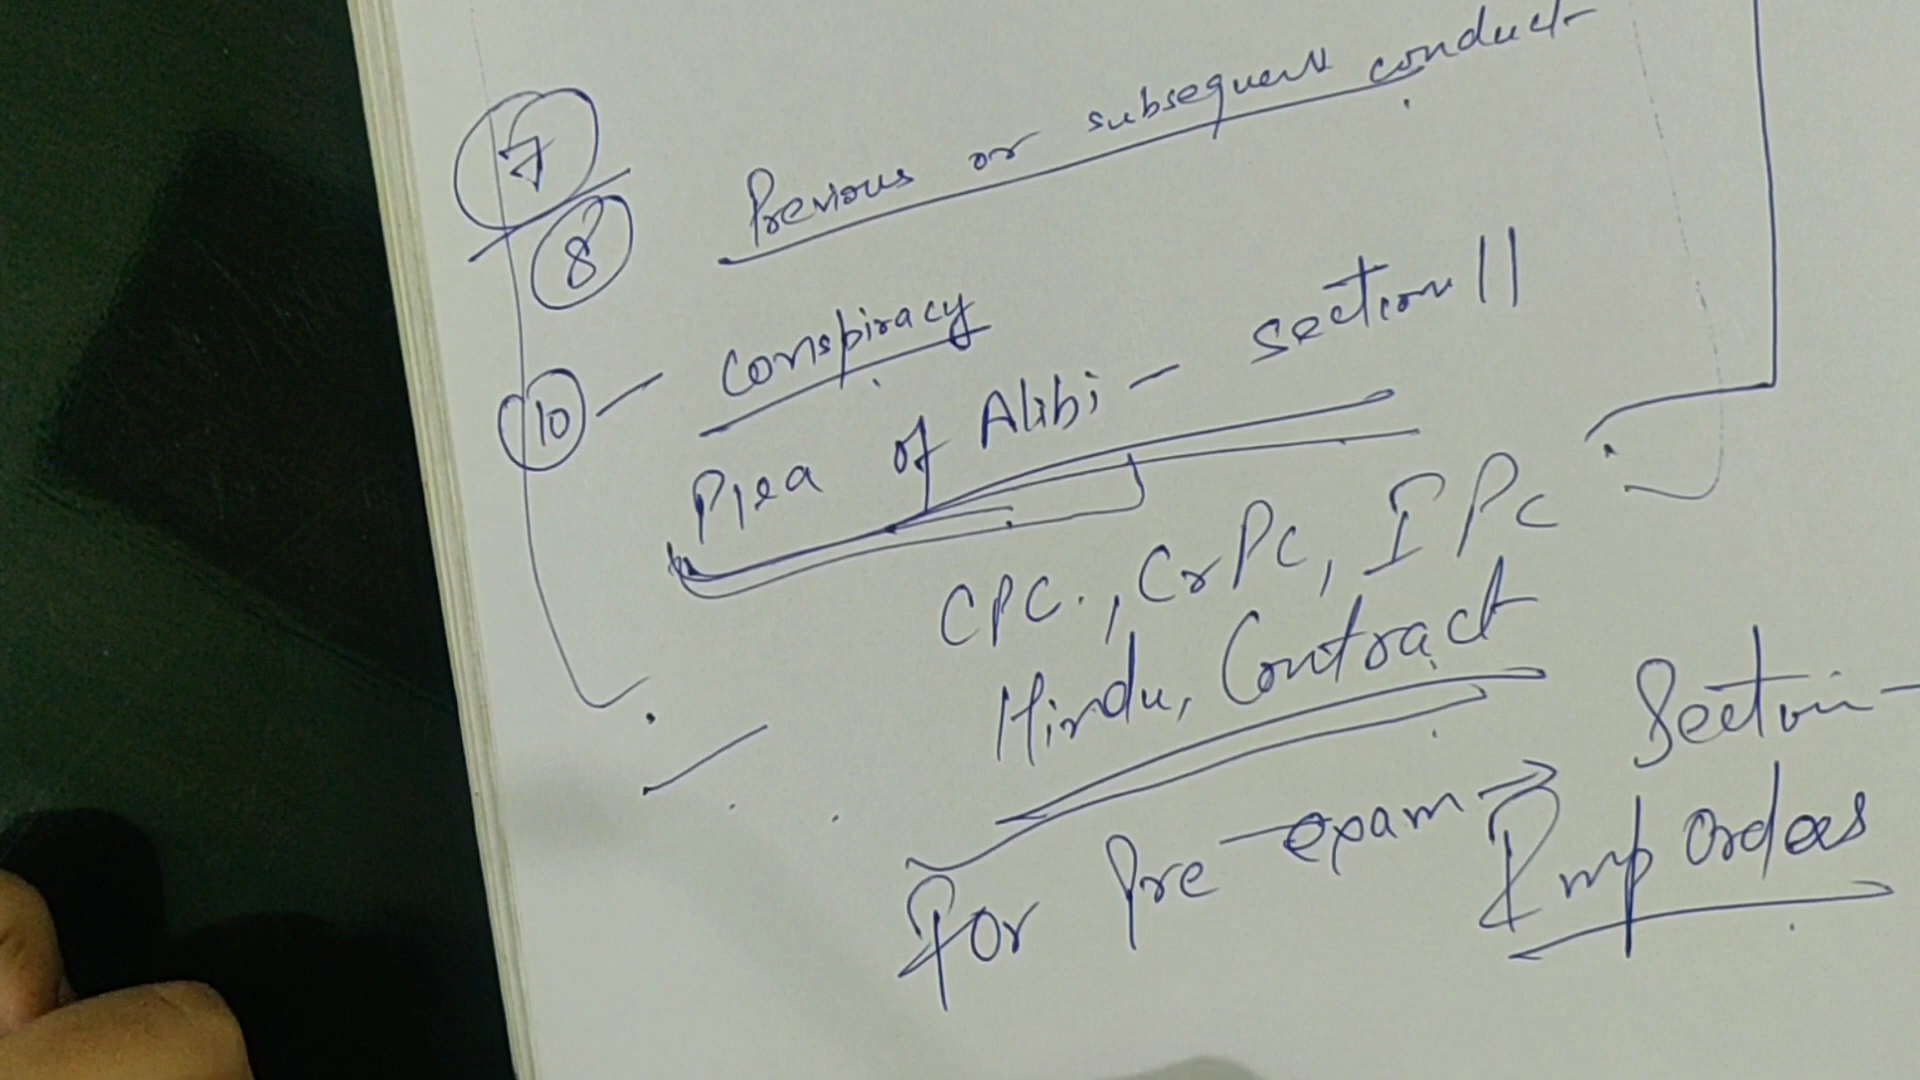 7
8 Previous or subsequent conduct
10 - Conspiracy
Plea of Alibi - Section 11
CPC., CrPC, IPC
Hindu, Contract
For Pre-exam → Section -
Imp Orders